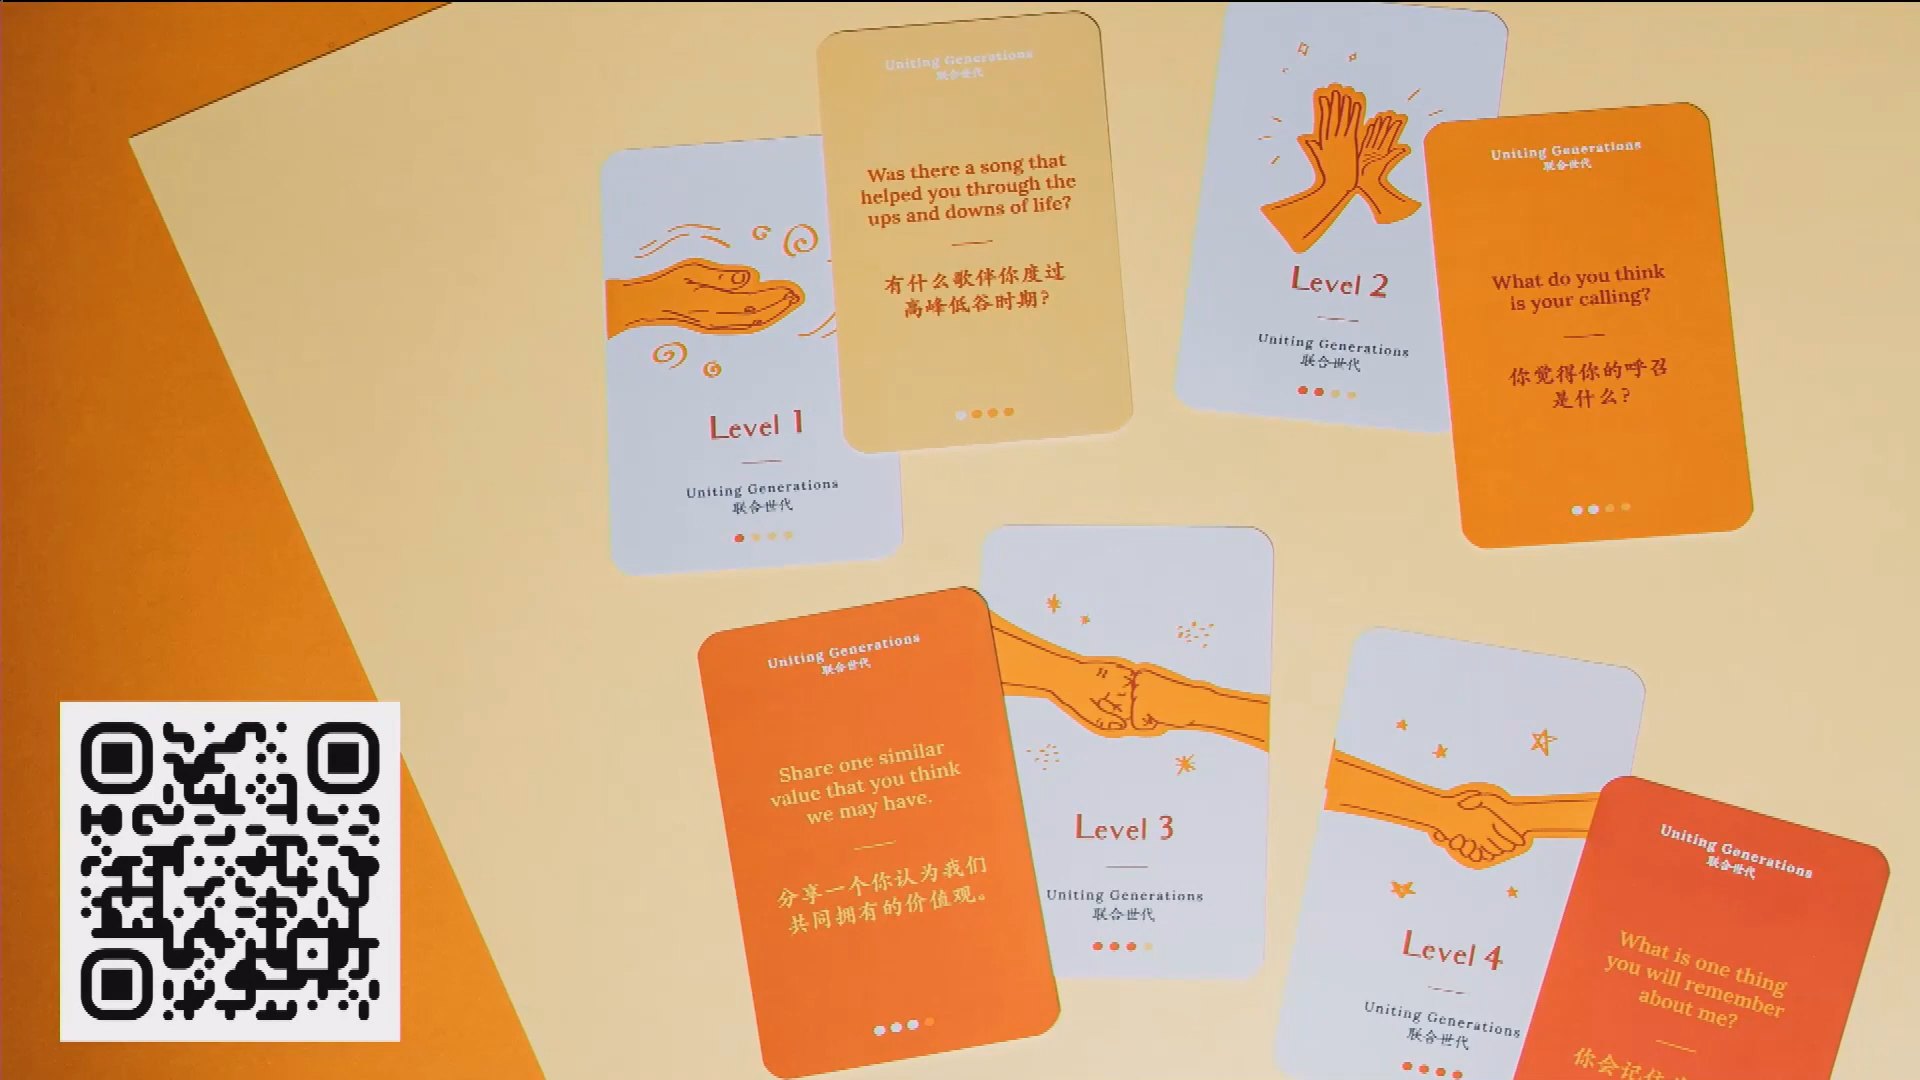 Uniting Generations
联合世代
Was there a song that
helped you through the
ups and downs of life?
有什么歌伴你度过
高峰低谷时期?
Level 1
Uniting Generations
联合世代
Level 2
Uniting Generations
联合世代
Uniting Generations
联合世代
What do you think
is your calling?
你觉得你的呼召
是什么?
Uniting Generations
联合世代
Share one similar
value that you think
we may have.
分享一个你认为我们
共同拥有的价值观。
Level 3
Uniting Generations
联合世代
Level 4
Uniting Generations
联合世代
Uniting Generations
联合世代
What is one thing
you will remember
about me?
你会记住